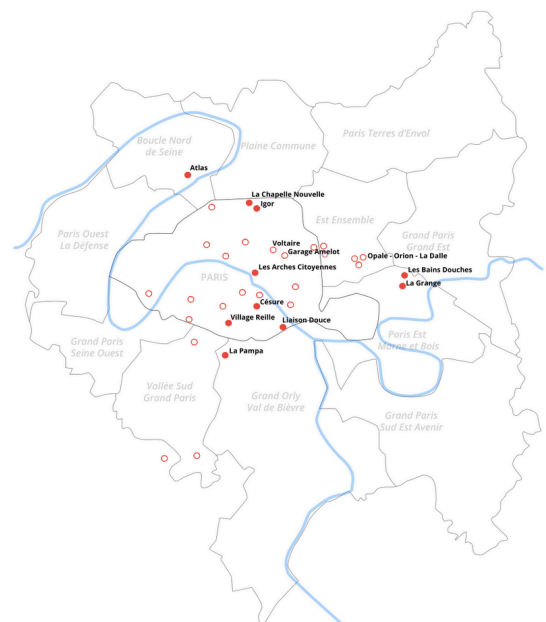 Paris Terres d'Envol
Boucle Nord
de Seine
Plaine Commune
Atlas
La Chapelle Nouvelle
Igor
Est Ensemble
Paris Ouest
La Défense
Grand Paris
Grand Est
Voltaire
Garage Amelot
Opale - Orion - La Dalle
Les Arches Citoyennes
PARIS
Les Bains Douches
La Grange
Césure
Village Reille
Liaison Douce
Grand Paris
Seine Ouest
Paris Est
Marne et Bois
La Pampa
Vallée Sud
Grand Paris
Grand Orly
Val de Bièvre
Grand Paris
Sud Est Avenir